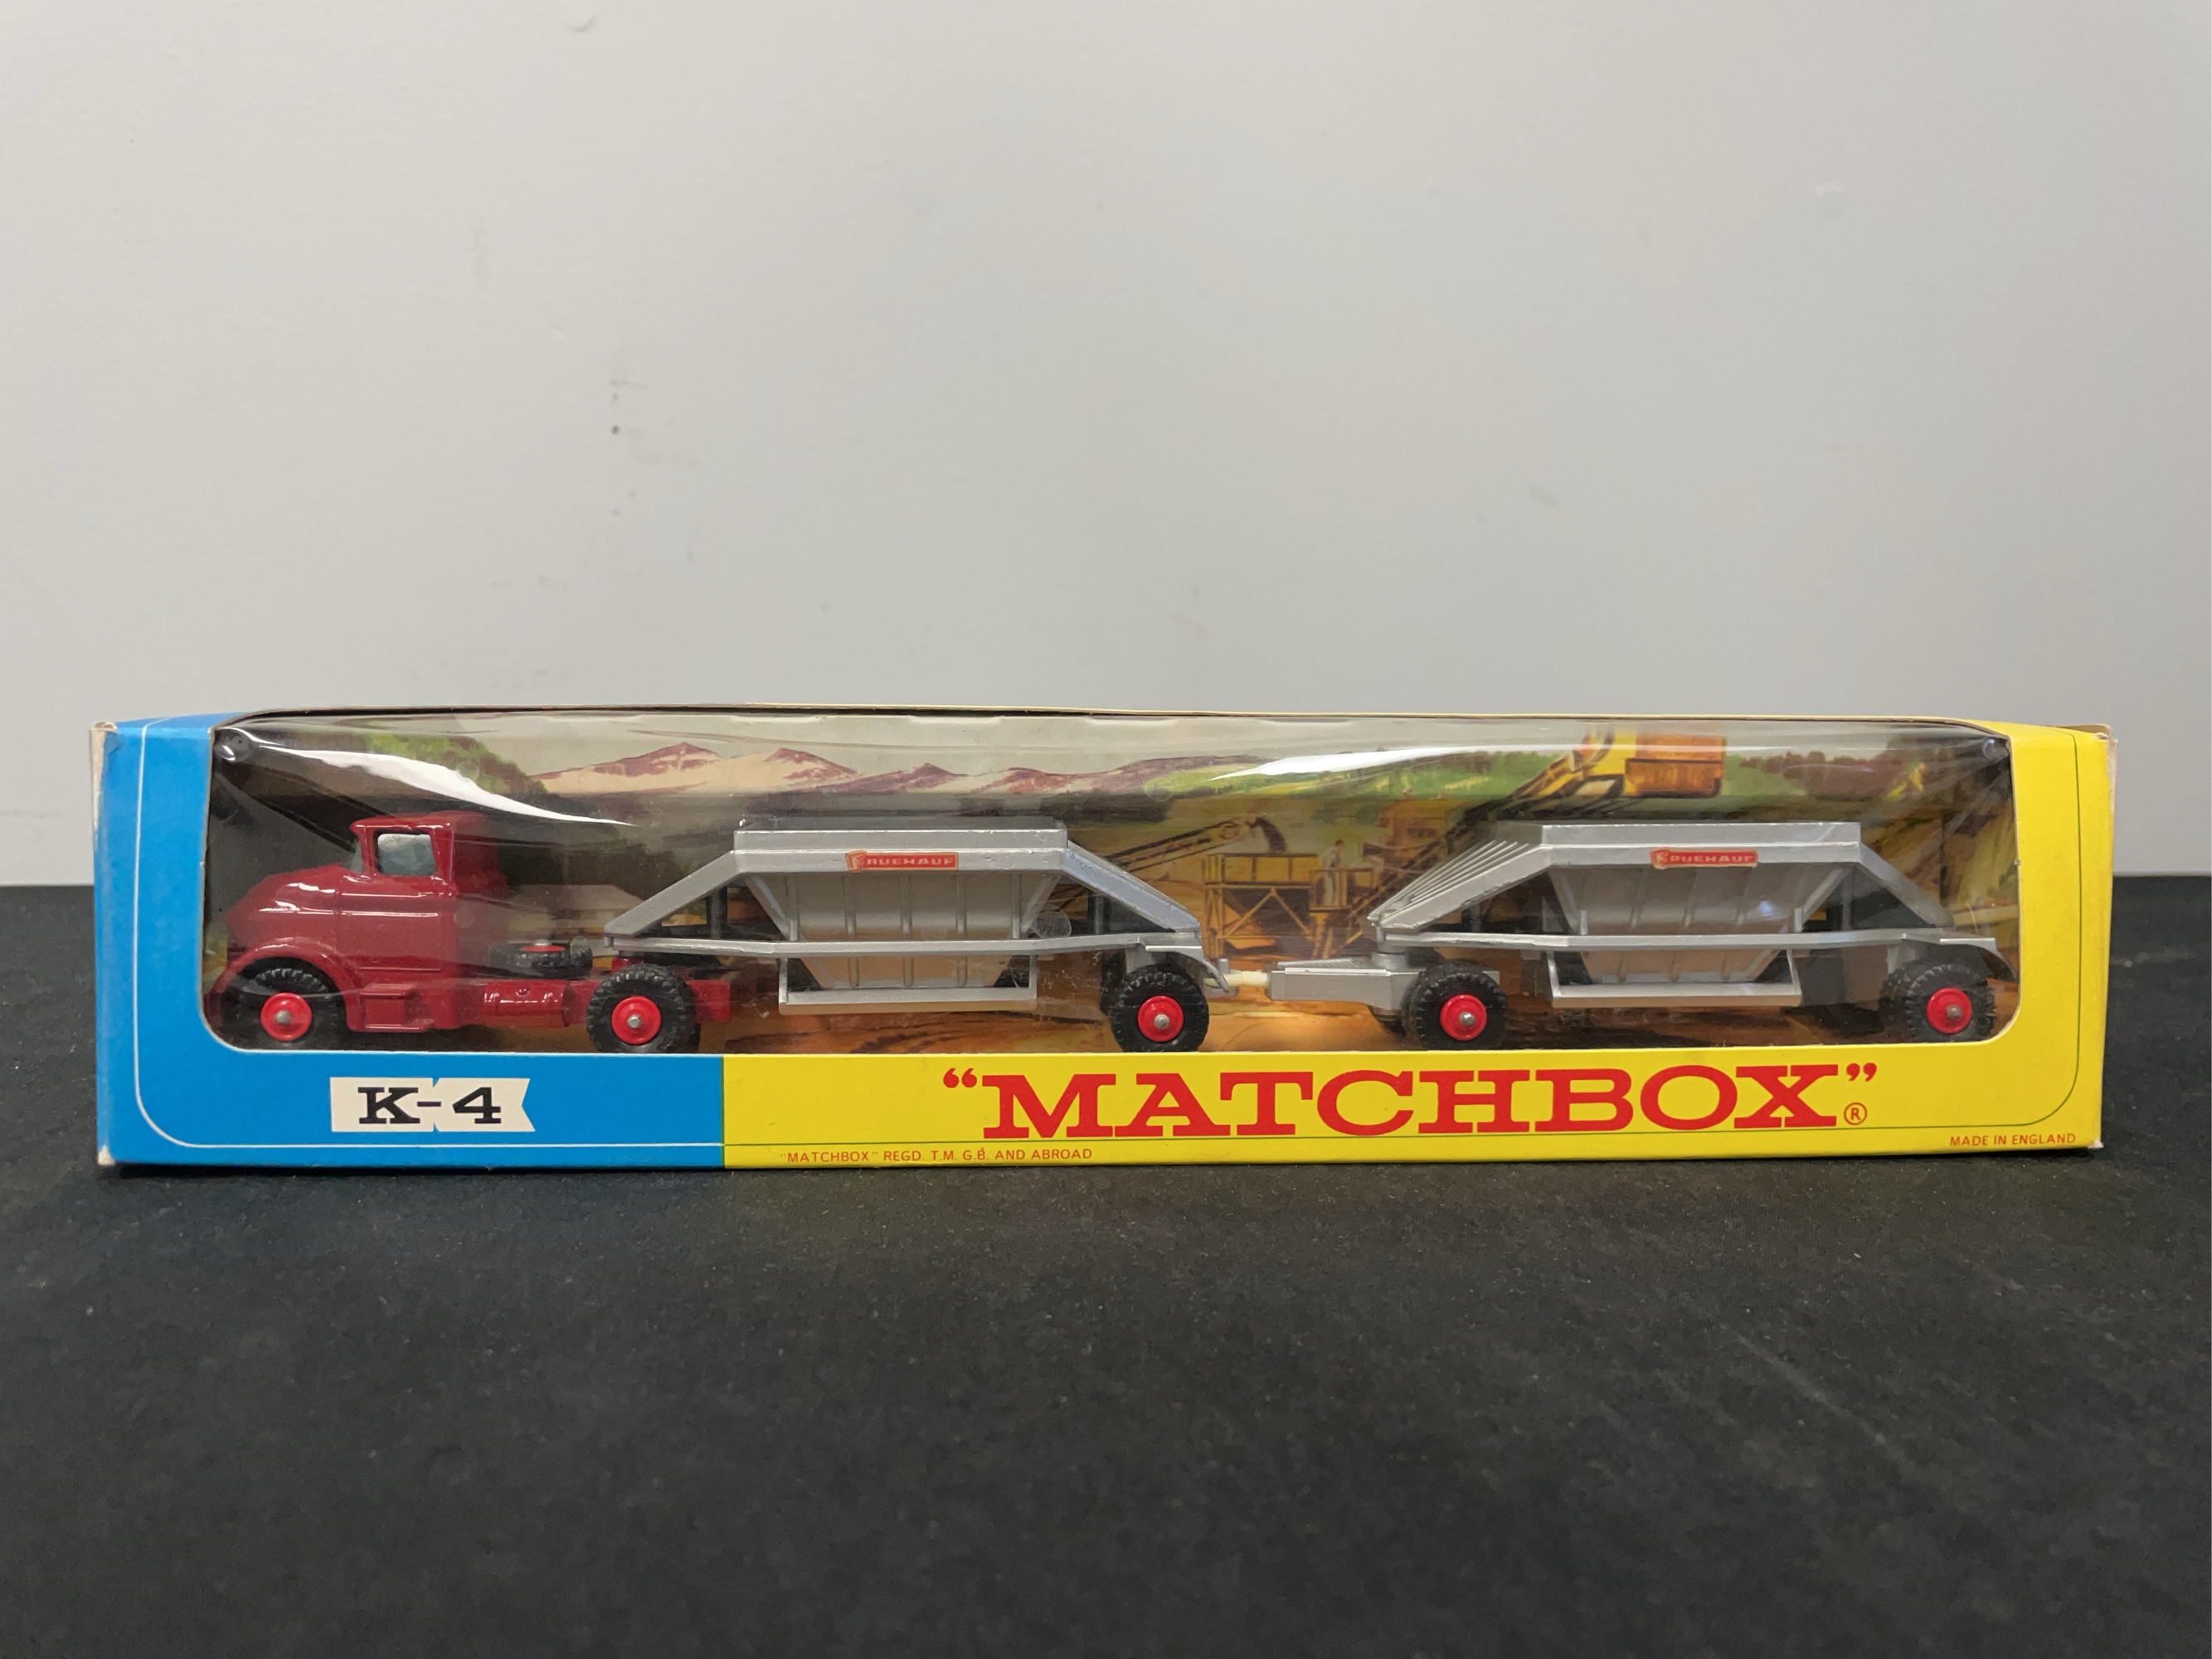 FRUEHAUF
FRUEHAUF
K-4
"MATCHBOX"®
"MATCHBOX" REGD. T.M. G.B. AND ABROAD
MADE IN ENGLAND